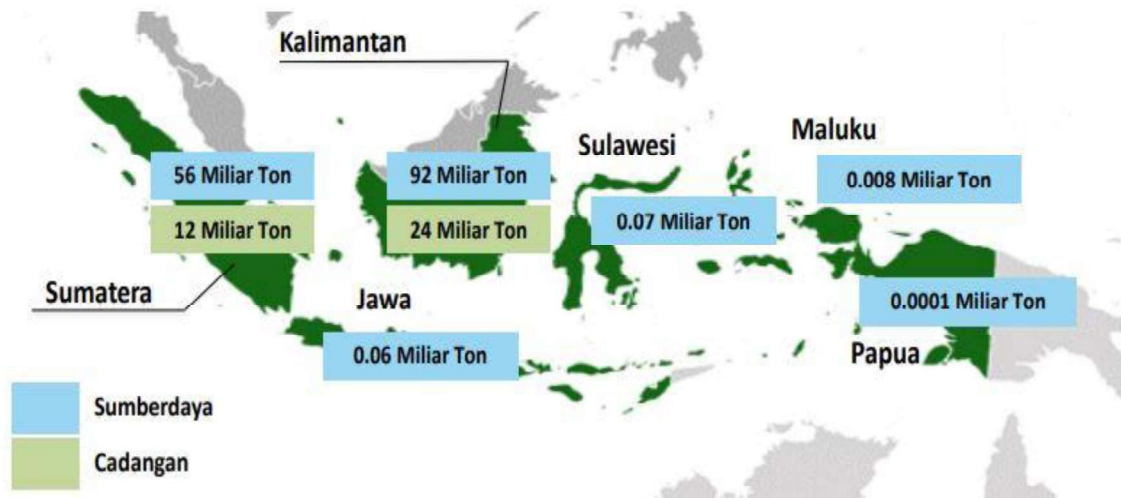 Kalimantan
Maluku
Sulawesi
56 Miliar Ton
92 Miliar Ton
0.008 Miliar Ton
12 Miliar Ton
24 Miliar Ton
0.07 Miliar Ton
Sumatera
Jawa
0.0001 Miliar Ton
0.06 Miliar Ton
Papua
Sumberdaya
Cadangan